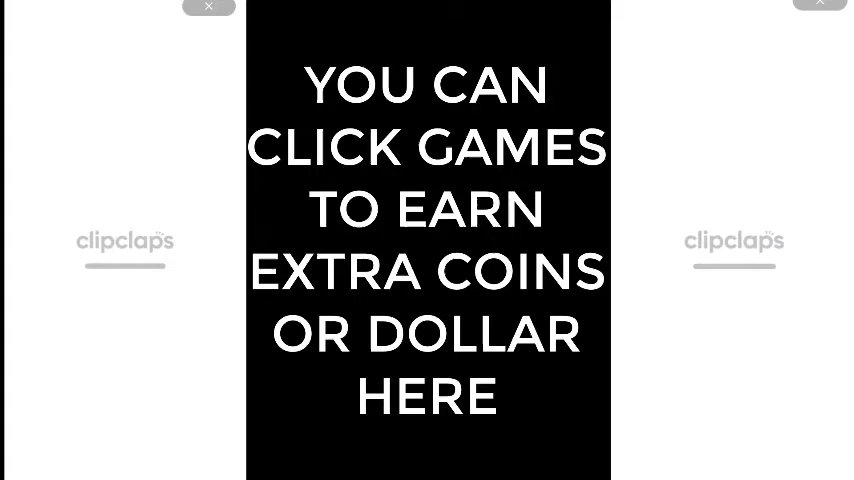 YOU CAN
CLICK GAMES
TO EARN
EXTRA COINS
OR DOLLAR
HERE
clipclaps
clipclaps